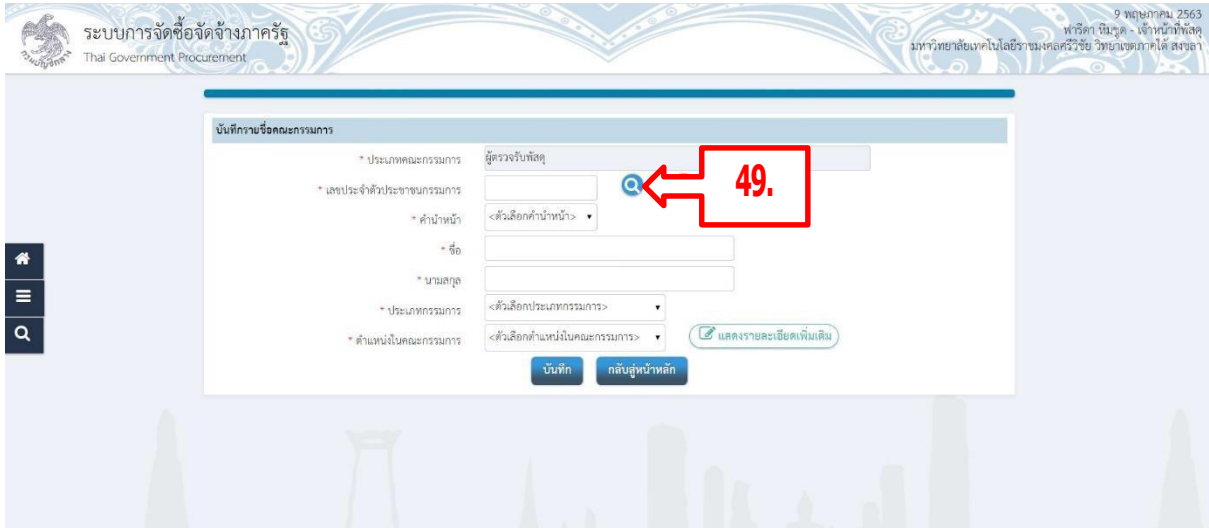 9 พฤษภาคม 2563
ระบบการจัดซื้อจัดจ้างภาครัฐ
ฟารีดา หีมขูด - เจ้าหน้าที่พัสดุ
Thai Government Procurement
มหาวิทยาลัยเทคโนโลยีราชมงคลศรีวิชัย วิทยาเขตภาคใต้ สงขลา
บันทึกรายชื่อคณะกรรมการ
* ประเภทคณะกรรมการ ผู้ตรวจรับพัสดุ
* เลขประจำตัวประชาชนกรรมการ
49.
* คำนำหน้า <ตัวเลือกคำนำหน้า>
* ชื่อ
* นามสกุล
* ประเภทกรรมการ <ตัวเลือกประเภทกรรมการ>
* ตำแหน่งในคณะกรรมการ <ตัวเลือกตำแหน่งในคณะกรรมการ> แสดงรายละเอียดเพิ่มเติม
บันทึก กลับสู่หน้าหลัก